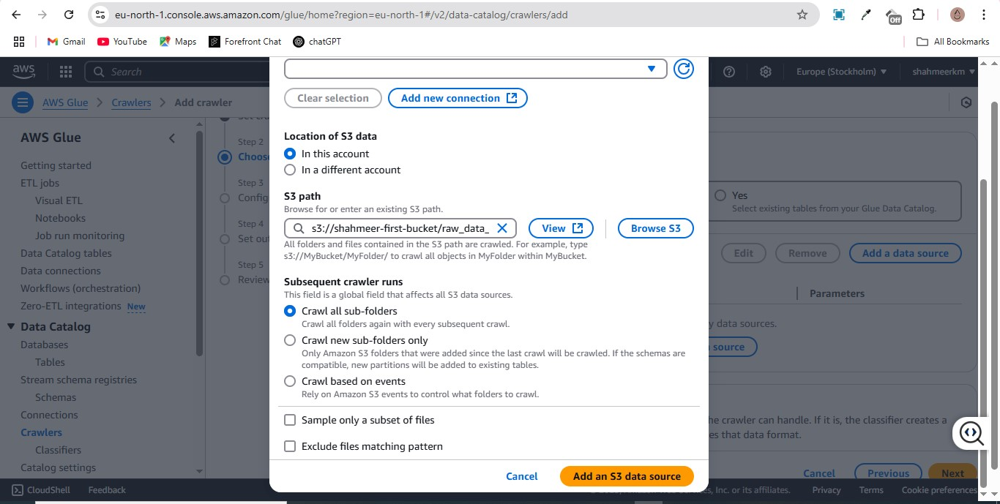 eu-north-1.console.aws.amazon.com/glue/home?region=eu-north-1#/v2/data-catalog/crawlers/add
Off
Gmail
YouTube
Maps
Forefront Chat
chatGPT
All Bookmarks
aws
Search
Europe (Stockholm)
shahmeerkm
AWS Glue
Crawlers
Add crawler
AWS Glue
Getting started
ETL jobs
Visual ETL
Notebooks
Job run monitoring
Data Catalog tables
Data connections
Workflows (orchestration)
Zero-ETL integrations New
Data Catalog
Databases
Tables
Stream schema registries
Schemas
Connections
Crawlers
Classifiers
Catalog settings
Step 2
Choose
Step 3
Config
Step 4
Set out
Step 5
Review
Clear selection
Add new connection
Location of S3 data
In this account
In a different account
S3 path
Browse for or enter an existing S3 path.
s3://shahmeer-first-bucket/raw_data_
View
Browse S3
All folders and files contained in the S3 path are crawled. For example, type
s3://MyBucket/MyFolder/ to crawl all objects in MyFolder within MyBucket.
Subsequent crawler runs
This field is a global field that affects all S3 data sources.
Crawl all sub-folders
Crawl all folders again with every subsequent crawl.
Crawl new sub-folders only
Only Amazon S3 folders that were added since the last crawl will be crawled. If the schemas are
compatible, new partitions will be added to existing tables.
Crawl based on events
Rely on Amazon S3 events to control what folders to crawl.
Sample only a subset of files
Exclude files matching pattern
Cancel
Add an S3 data source
Yes
Select existing tables from your Glue Data Catalog.
Edit
Remove
Add a data source
Parameters
y data sources.
source
he crawler can handle. If it is, the classifier creates a
es that data format.
Cancel
Previous
Next
CloudShell
Feedback
Services, Inc. or its affiliates.
Privacy
Terms
Cookie preferences